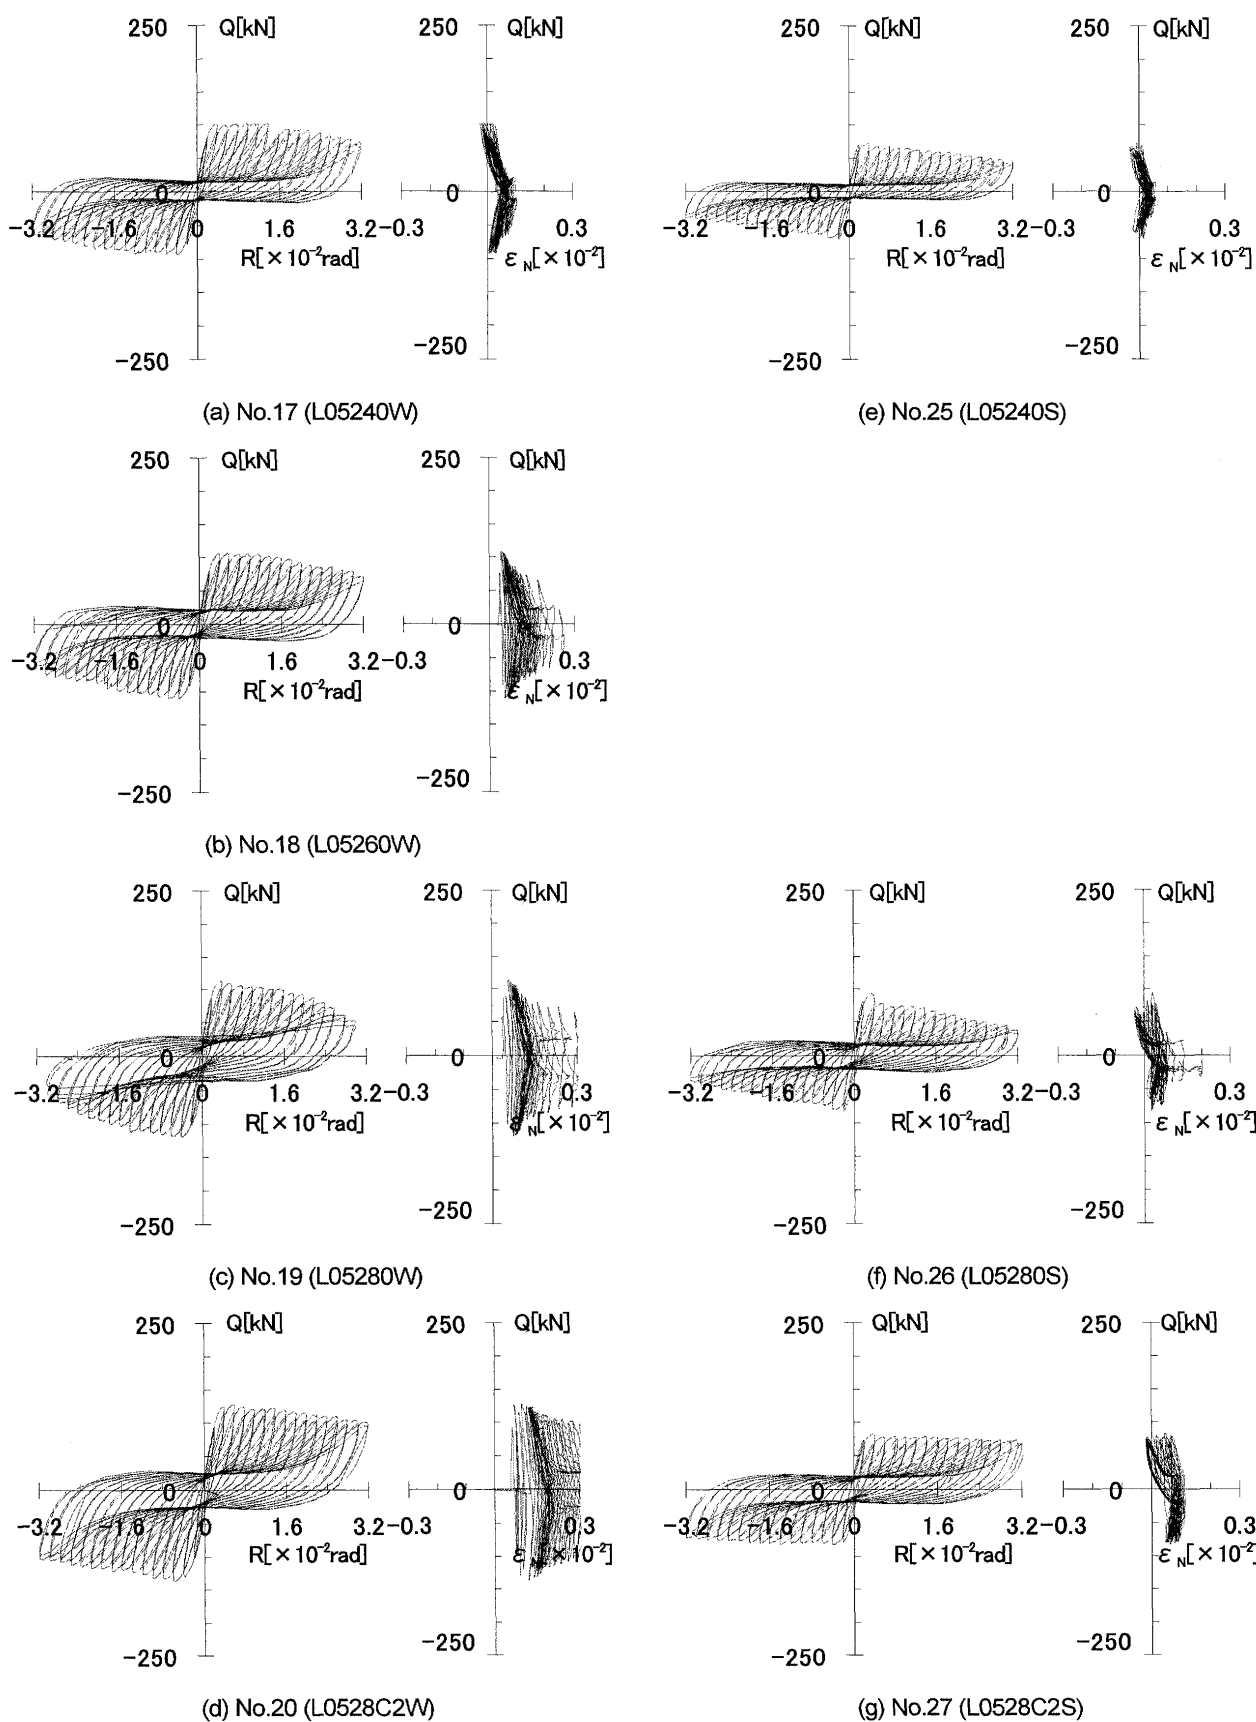 250 Q[kN] 250 Q[kN] 250 Q[kN] 250 Q[kN]
0 0 0 0
-3.2 -1.6 0 1.6 3.2 -0.3 0.3 -3.2 -1.6 0 1.6 3.2 0.3
R[×10⁻²rad] ε N[×10⁻²] R[×10⁻²rad] ε N[×10⁻²]
-250 -250 -250 -250
(a) No.17 (L05240W) (e) No.25 (L05240S)
250 Q[kN] 250 Q[kN]
0 0
-3.2 -1.6 0 1.6 3.2 -0.3 0.3
R[×10⁻²rad] ε N[×10⁻²]
-250 -250
(b) No.18 (L05260W)
250 Q[kN] 250 Q[kN] 250 Q[kN] 250 Q[kN]
0 0 0 0
-3.2 -1.6 0 1.6 3.2 -0.3 0.3 -3.2 -1.6 0 1.6 3.2 -0.3 0.3
R[×10⁻²rad] ε N[×10⁻²] R[×10⁻²rad] ε N[×10⁻²]
-250 -250 -250 -250
(c) No.19 (L05280W) (f) No.26 (L05280S)
250 Q[kN] 250 Q[kN] 250 Q[kN] 250 Q[kN]
0 0 0 0
-3.2 -1.6 0 1.6 3.2 -0.3 0.3 -3.2 -1.6 0 1.6 3.2 -0.3 0.3
R[×10⁻²rad] ε N[×10⁻²] R[×10⁻²rad] ε N[×10⁻²]
-250 -250 -250 -250
(d) No.20 (L0528C2W) (g) No.27 (L0528C2S)